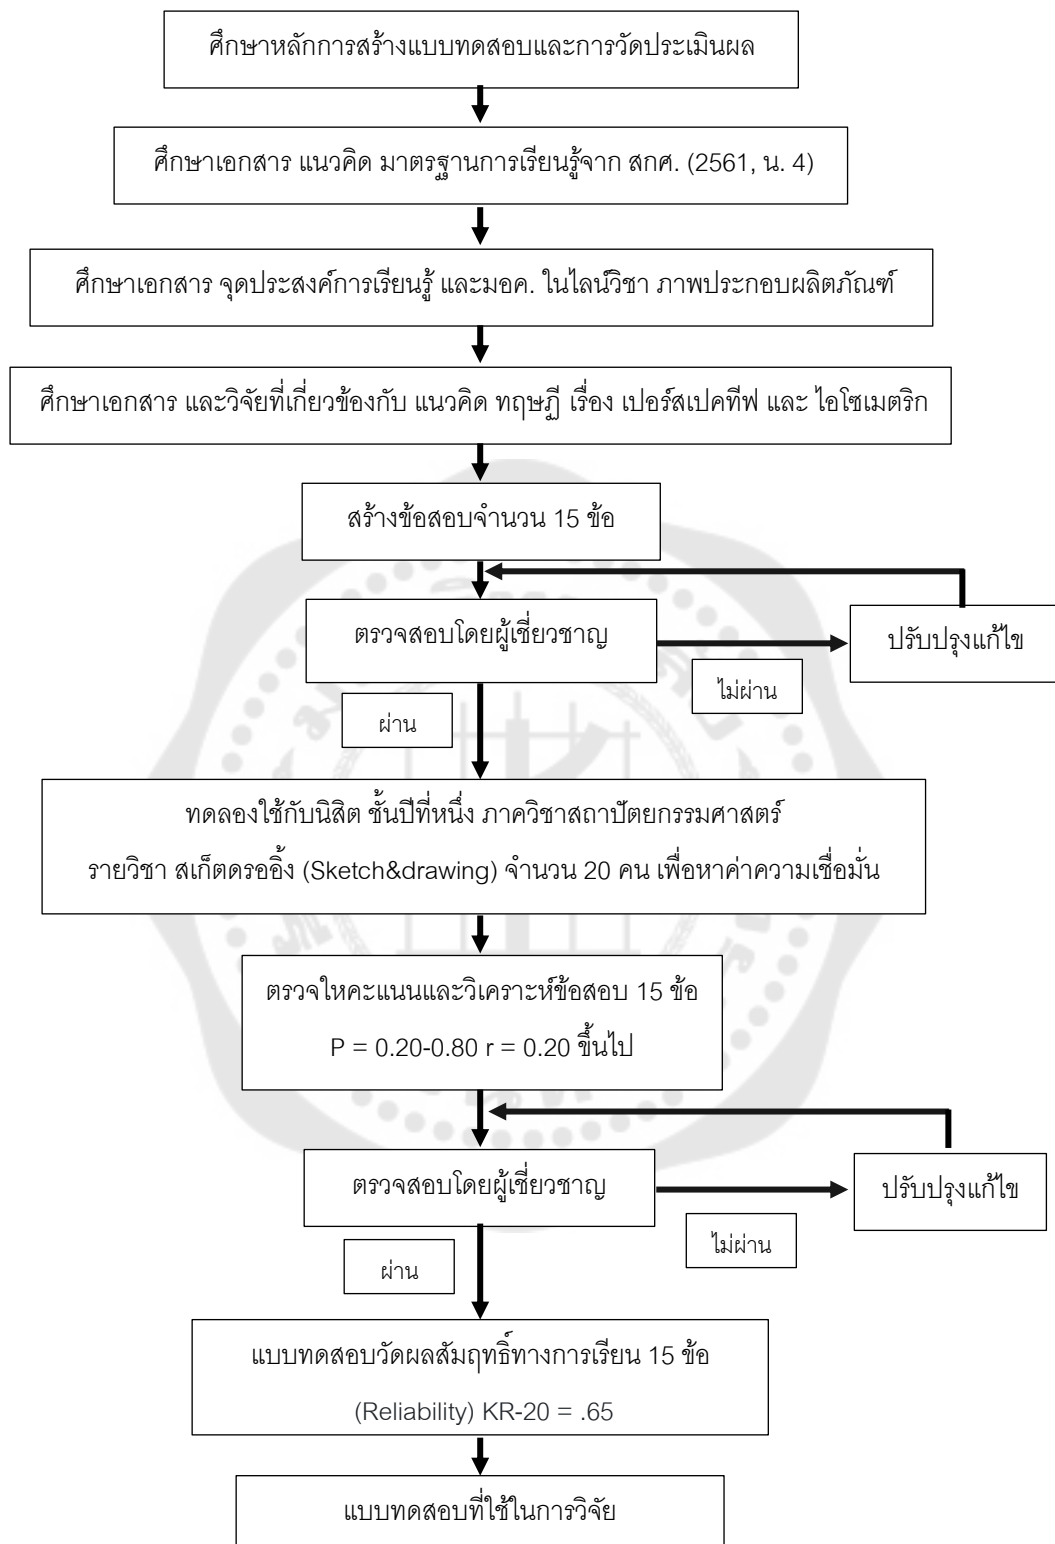 ศึกษาหลักการสร้างแบบทดสอบและการวัดประเมินผล
ศึกษาเอกสาร แนวคิด มาตรฐานการเรียนรู้จาก สกศ. (2561, น. 4)
ศึกษาเอกสาร จุดประสงค์การเรียนรู้ และมอค. ในไลน์วิชา ภาพประกอบผลิตภัณฑ์
ศึกษาเอกสาร และวิจัยที่เกี่ยวข้องกับ แนวคิด ทฤษฏี เรื่อง เปอร์สเปคทีฟ และ ไอโซเมตริก
สร้างข้อสอบจำนวน 15 ข้อ
ตรวจสอบโดยผู้เชี่ยวชาญ
ปรับปรุงแก้ไข
ไม่ผ่าน
ผ่าน
ทดลองใช้กับนิสิต ชั้นปีที่หนึ่ง ภาควิชาสถาปัตยกรรมศาสตร์
รายวิชา สเก็ตดรออิ้ง (Sketch&drawing) จำนวน 20 คน เพื่อหาค่าความเชื่อมั่น
ตรวจใหคะแนนและวิเคราะห์ข้อสอบ 15 ข้อ
P = 0.20-0.80 r = 0.20 ขึ้นไป
ตรวจสอบโดยผู้เชี่ยวชาญ
ปรับปรุงแก้ไข
ไม่ผ่าน
ผ่าน
แบบทดสอบวัดผลสัมฤทธิ์ทางการเรียน 15 ข้อ
(Reliability) KR-20 = .65
แบบทดสอบที่ใช้ในการวิจัย